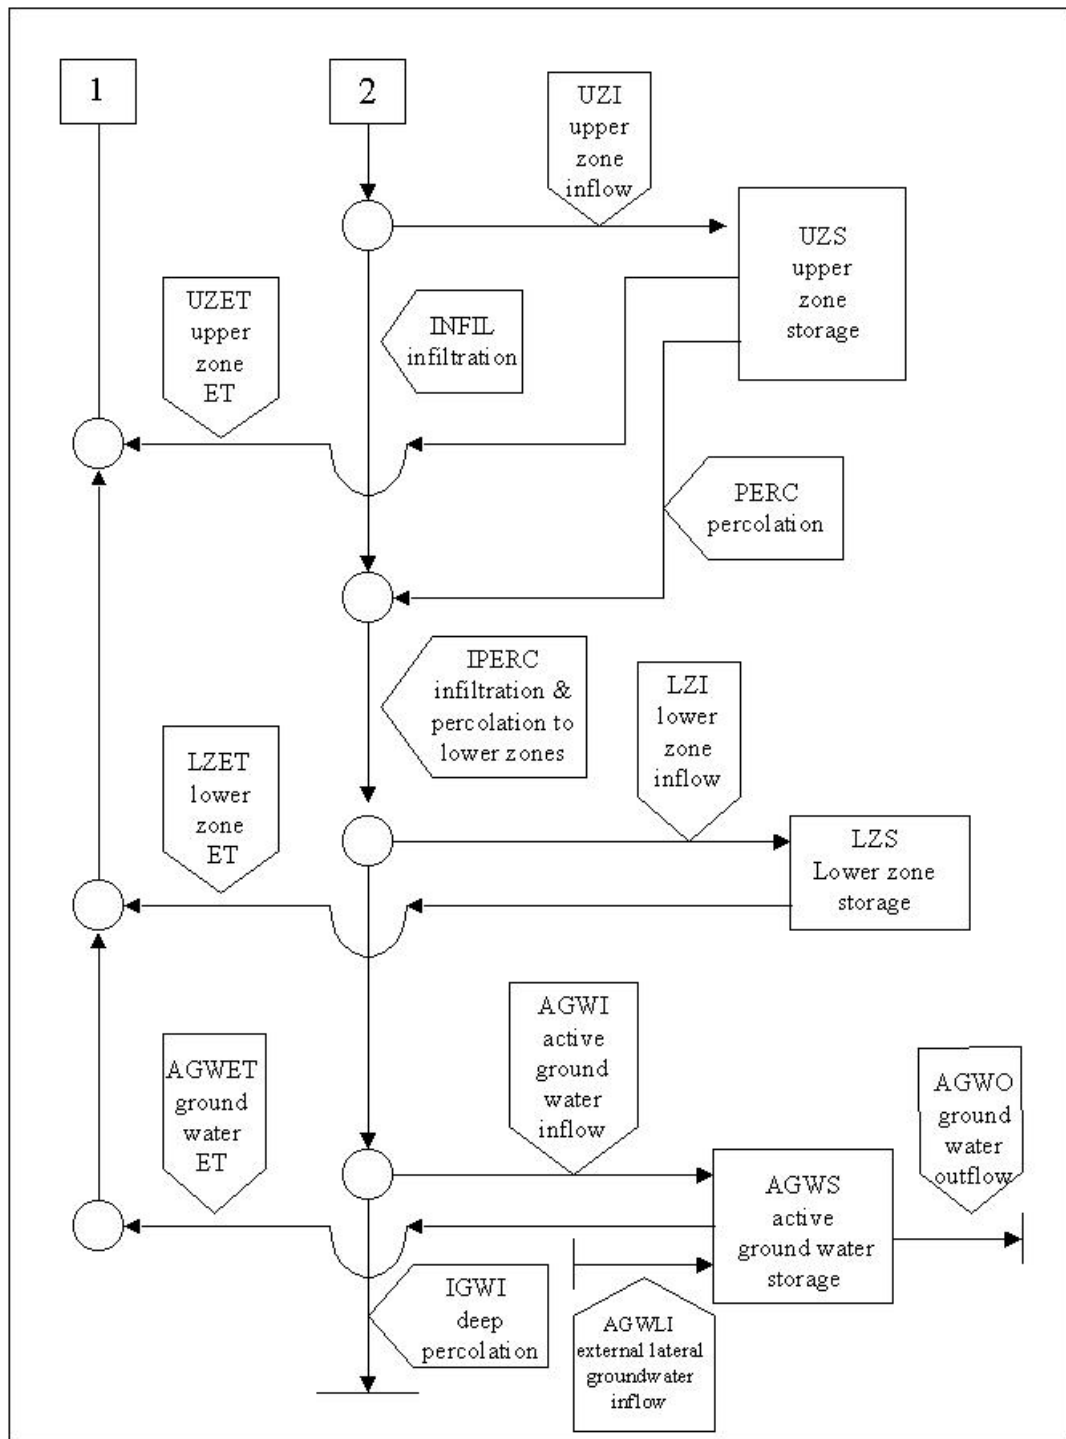 1
2
UZI
upper
zone
inflow
UZS
upper
zone
storage
UZET
upper
zone
ET
INFIL
infiltration
PERC
percolation
IPERC
infiltration &
percolation to
lower zones
LZI
lower
zone
inflow
LZET
lower
zone
ET
LZS
Lower zone
storage
AGWI
active
ground
water
inflow
AGWET
ground
water
ET
AGWO
ground
water
outflow
AGWS
active
ground water
storage
IGWI
deep
percolation
AGWLI
external lateral
groundwater
inflow